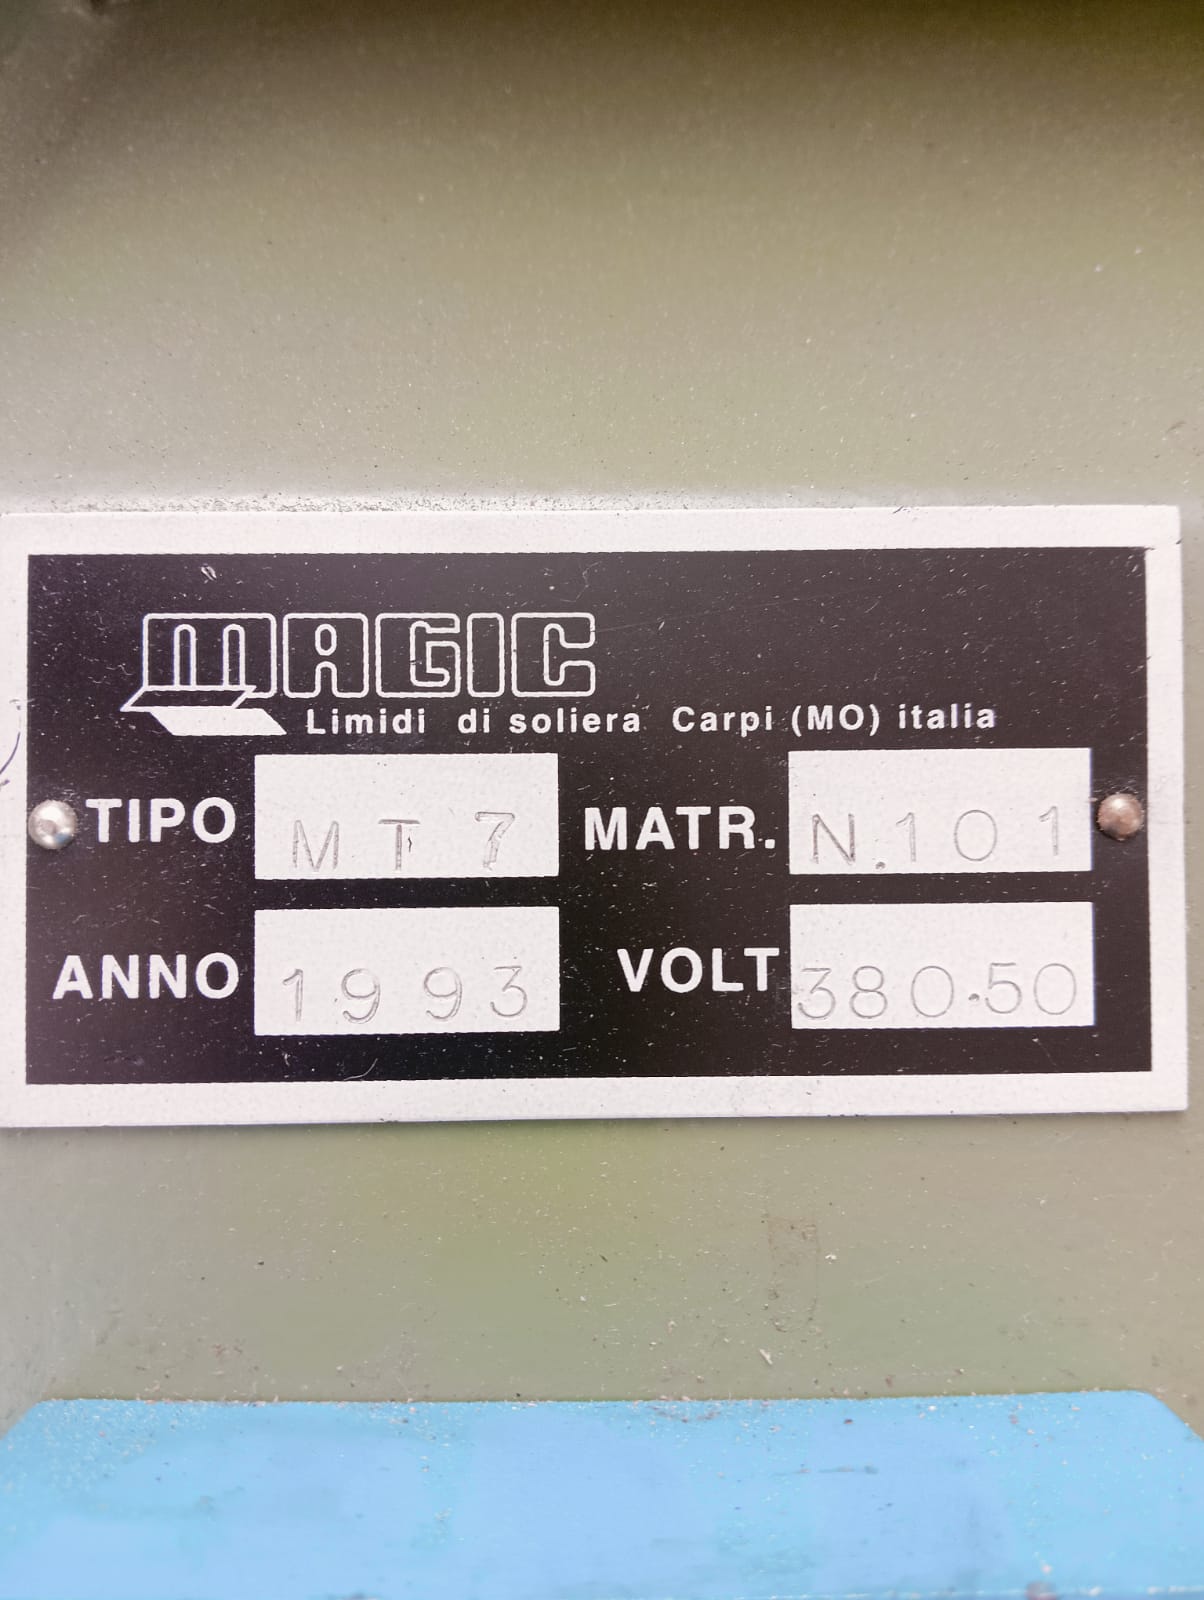 MAGIC
Limidi di soliera Carpi (MO) italia
TIPO MT7 MATR. N.101
ANNO 1993 VOLT 380.50